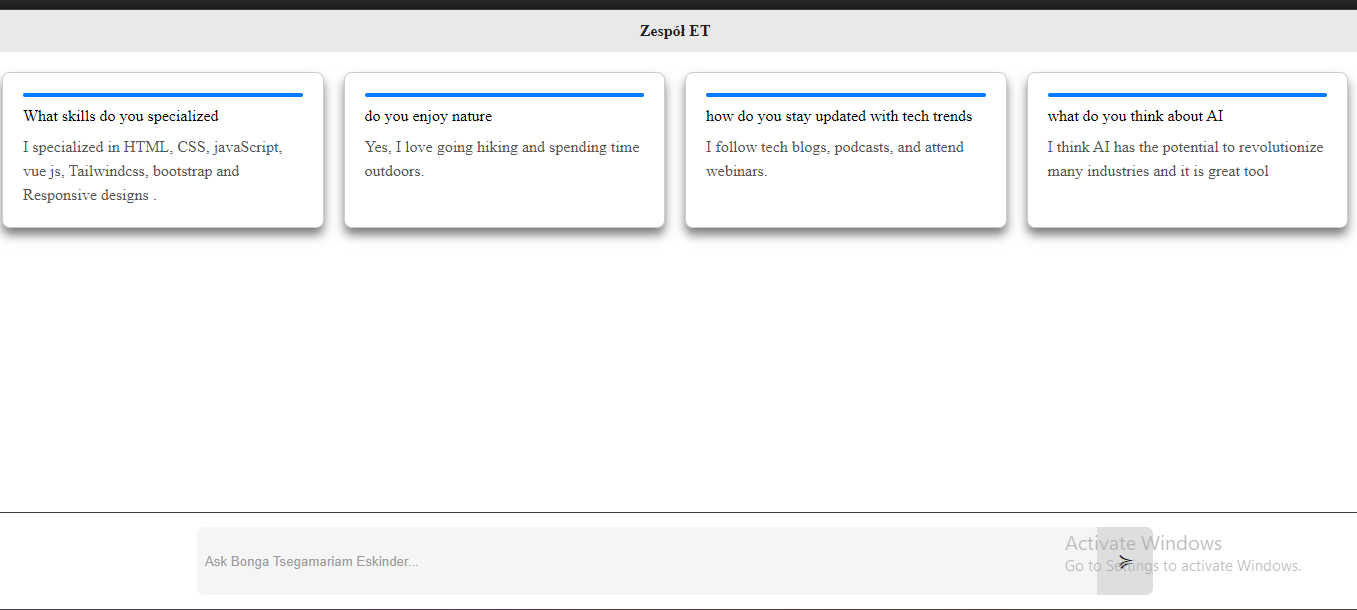 Zespół ET
What skills do you specialized
I specialized in HTML, CSS, javaScript,
vue js, Tailwindcss, bootstrap and
Responsive designs .
do you enjoy nature
Yes, I love going hiking and spending time
outdoors.
how do you stay updated with tech trends
I follow tech blogs, podcasts, and attend
webinars.
what do you think about AI
I think AI has the potential to revolutionize
many industries and it is great tool
Ask Bonga Tsegamariam Eskinder...
Activate Windows
Go to Settings to activate Windows.